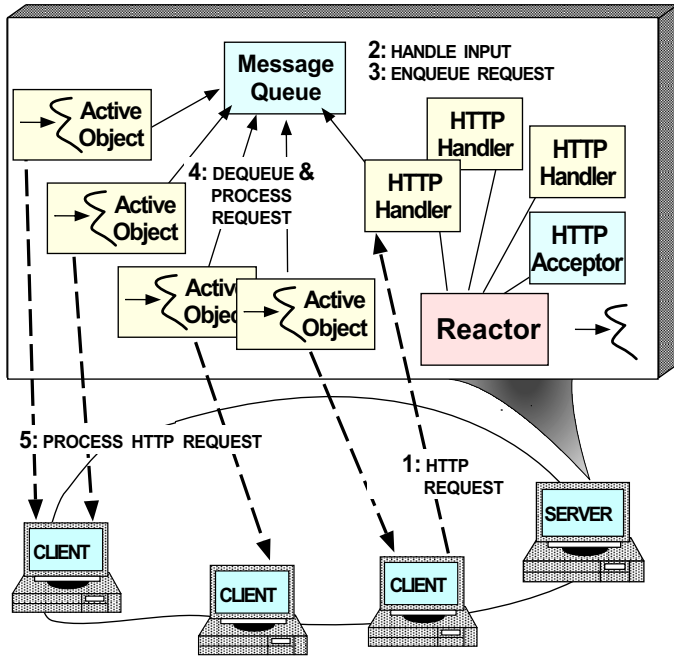 Message
Queue
2: HANDLE INPUT
3: ENQUEUE REQUEST
Active
Object
HTTP
Handler
HTTP
Handler
HTTP
Handler
4: DEQUEUE &
PROCESS
REQUEST
Active
Object
HTTP
Acceptor
Active
Objec
Active
Object
Reactor
5: PROCESS HTTP REQUEST
1: HTTP
REQUEST
SERVER
CLIENT
CLIENT
CLIENT